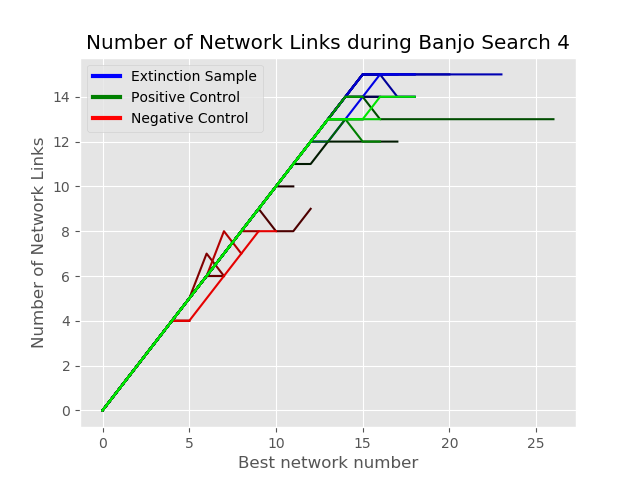 Number of Network Links during Banjo Search 4
Extinction Sample
Positive Control
Negative Control
Number of Network Links
14
12
10
8
6
4
2
0
0 5 10 15 20 25
Best network number